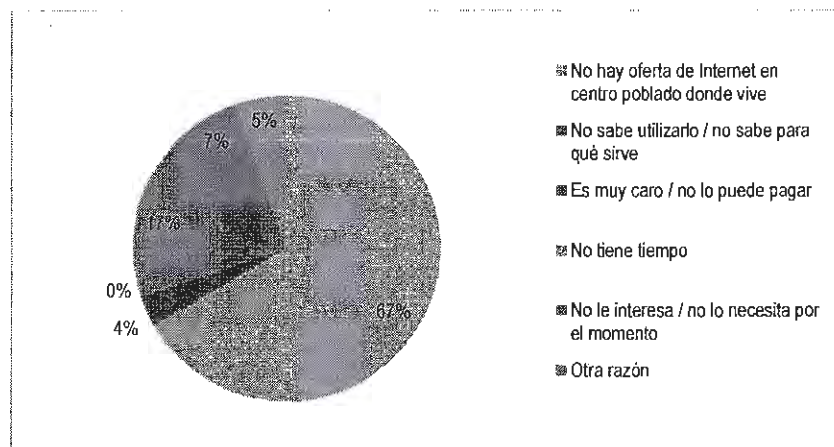 No hay oferta de Internet en
centro poblado donde vive
No sabe utilizarlo / no sabe para
qué sirve
Es muy caro / no lo puede pagar
No tiene tiempo
No le interesa / no lo necesita por
el momento
Otra razón
5%
7%
17%
0%
4%
67%